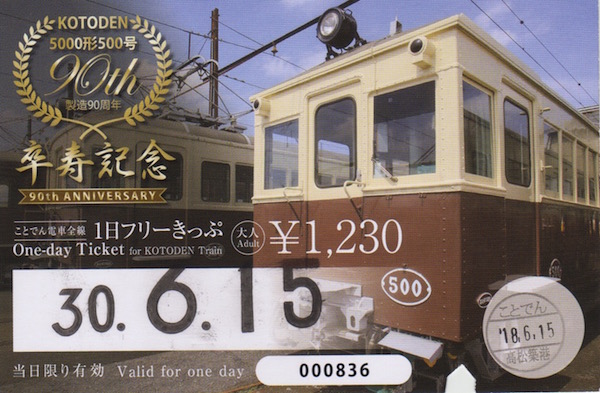 KOTODEN
5000形500号
90th
製造90周年
卒寿記念
90th ANNIVERSARY
ことでん電車全線 1日フリーきっぷ 大人 ¥1,230
One-day Ticket for KOTODEN Train Adult
30.6.15
当日限り有効 Valid for one day
000836
500
500
ことでん
'18.6.15
高松築港